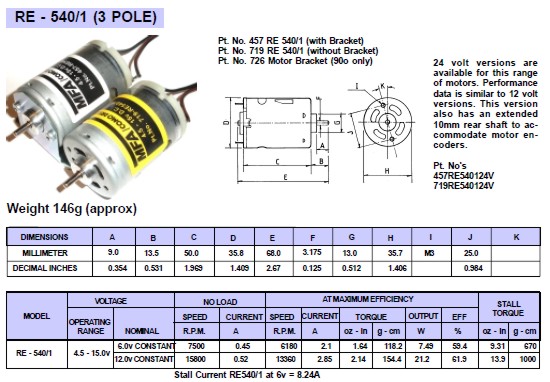 RE - 540/1 (3 POLE)
Pt. No. 457 RE 540/1 (with Bracket)
Pt. No. 719 RE 540/1 (without Bracket)
Pt. No. 726 Motor Bracket (90o only)
24 volt versions are
available for this range
of motors. Performance
data is similar to 12 volt
versions. This version
also has an extended
10mm rear shaft to ac-
commodate motor en-
coders.
Pt. No's
457RE540124V
719RE540124V
MFA
MFA
I K J F D D D G A C B E H
Weight 146g (approx)
DIMENSIONS A B C D E F G H I J K
MILLIMETER 9.0 13.5 50.0 35.8 68.0 3.175 13.0 35.7 M3 25.0
DECIMAL INCHES 0.354 0.531 1.969 1.409 2.67 0.125 0.512 1.406 0.984
MODEL VOLTAGE NO LOAD AT MAXIMUM EFFICIENCY STALL TORQUE
OPERATING RANGE NOMINAL SPEED CURRENT SPEED CURRENT TORQUE OUTPUT EFF
R.P.M. A R.P.M. A oz - in g - cm W % oz - in g - cm
RE - 540/1 4.5 - 15.0v 6.0v CONSTANT 7500 0.45 6180 2.1 1.64 118.2 7.49 59.4 9.31 670
12.0v CONSTANT 15800 0.52 13360 2.85 2.14 154.4 21.2 61.9 13.9 1000
Stall Current RE540/1 at 6v = 8.24A